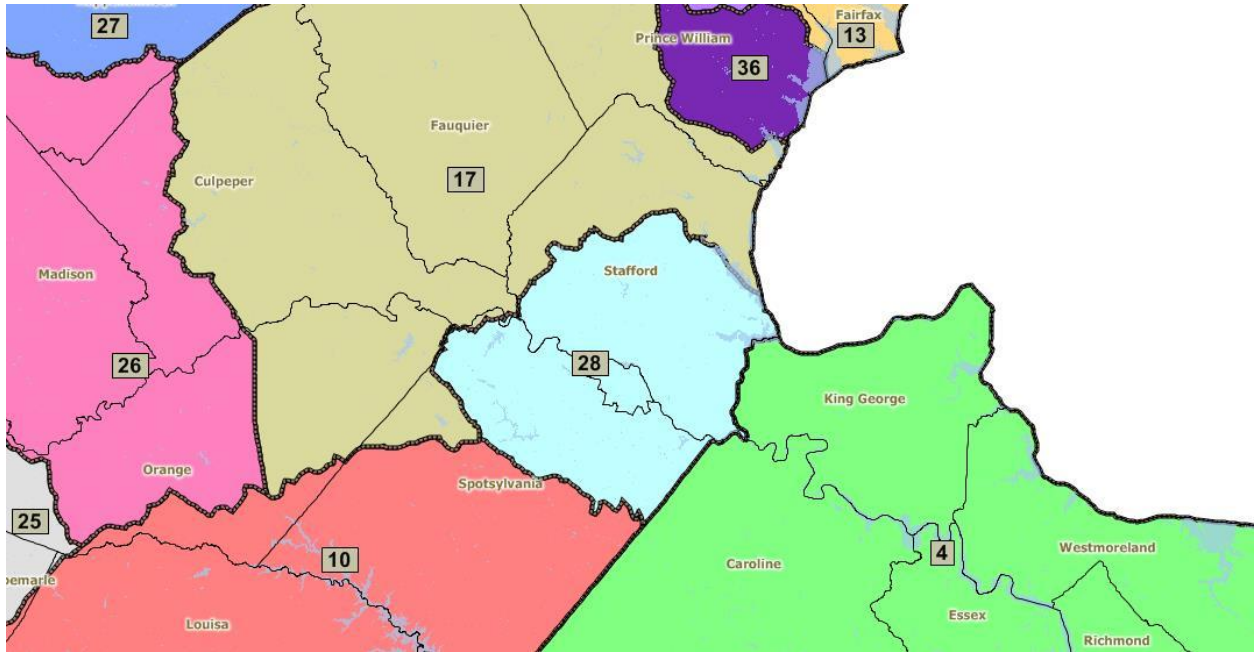 27
Fairfax
13
Prince William
36
Fauquier
17
Culpeper
Madison
Stafford
26
28
King George
Orange
Spotsylvania
25
10
4
Westmoreland
Caroline
Louisa
Essex
Richmond